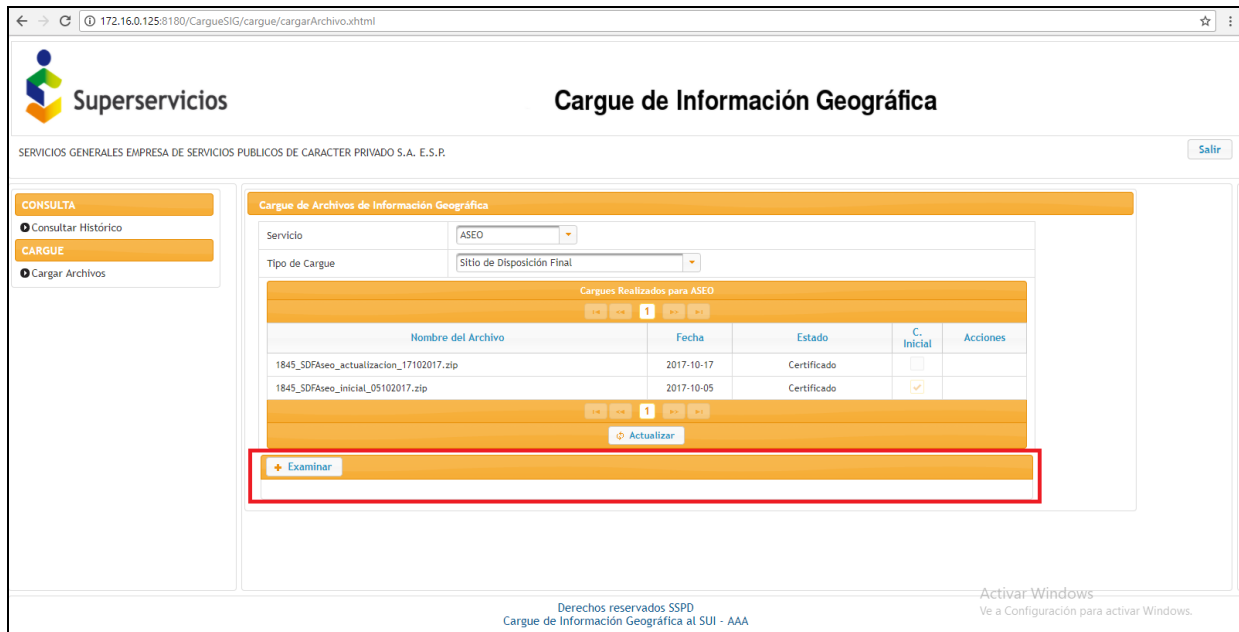 172.16.0.125:8180/CargueSIG/cargue/cargarArchivo.xhtml
Superservicios
Cargue de Información Geográfica
SERVICIOS GENERALES EMPRESA DE SERVICIOS PUBLICOS DE CARACTER PRIVADO S.A. E.S.P.
Salir
CONSULTA
Consultar Histórico
CARGUE
Cargar Archivos
Cargue de Archivos de Información Geográfica
Servicio ASEO
Tipo de Cargue Sitio de Disposición Final
Cargues Realizados para ASEO
1
Nombre del Archivo Fecha Estado C. Inicial Acciones
1845_SDFAseo_actualizacion_17102017.zip 2017-10-17 Certificado
1845_SDFAseo_inicial_05102017.zip 2017-10-05 Certificado
1
Actualizar
+ Examinar
Activar Windows
Ve a Configuración para activar Windows.
Derechos reservados SSPD
Cargue de Información Geográfica al SUI - AAA